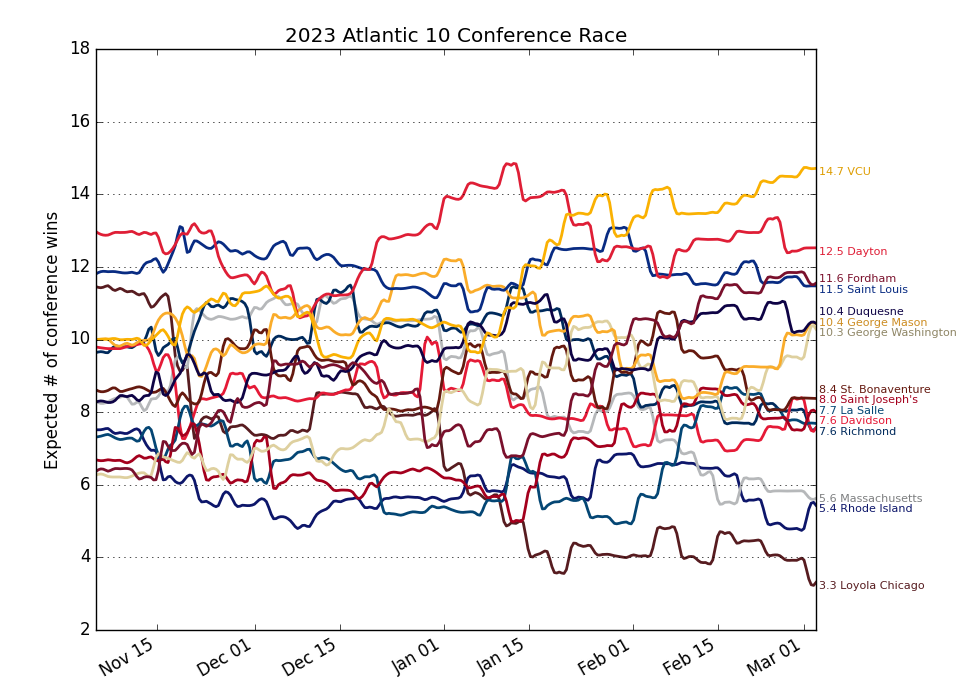 2023 Atlantic 10 Conference Race
Expected # of conference wins
18
16
14
12
10
8
6
4
2
Nov 15
Dec 01
Dec 15
Jan 01
Jan 15
Feb 01
Feb 15
Mar 01
14.7 VCU
12.5 Dayton
11.6 Fordham
11.5 Saint Louis
10.4 Duquesne
10.4 George Mason
10.3 George Washington
8.4 St. Bonaventure
8.0 Saint Joseph's
7.7 La Salle
7.6 Davidson
7.6 Richmond
5.6 Massachusetts
5.4 Rhode Island
3.3 Loyola Chicago